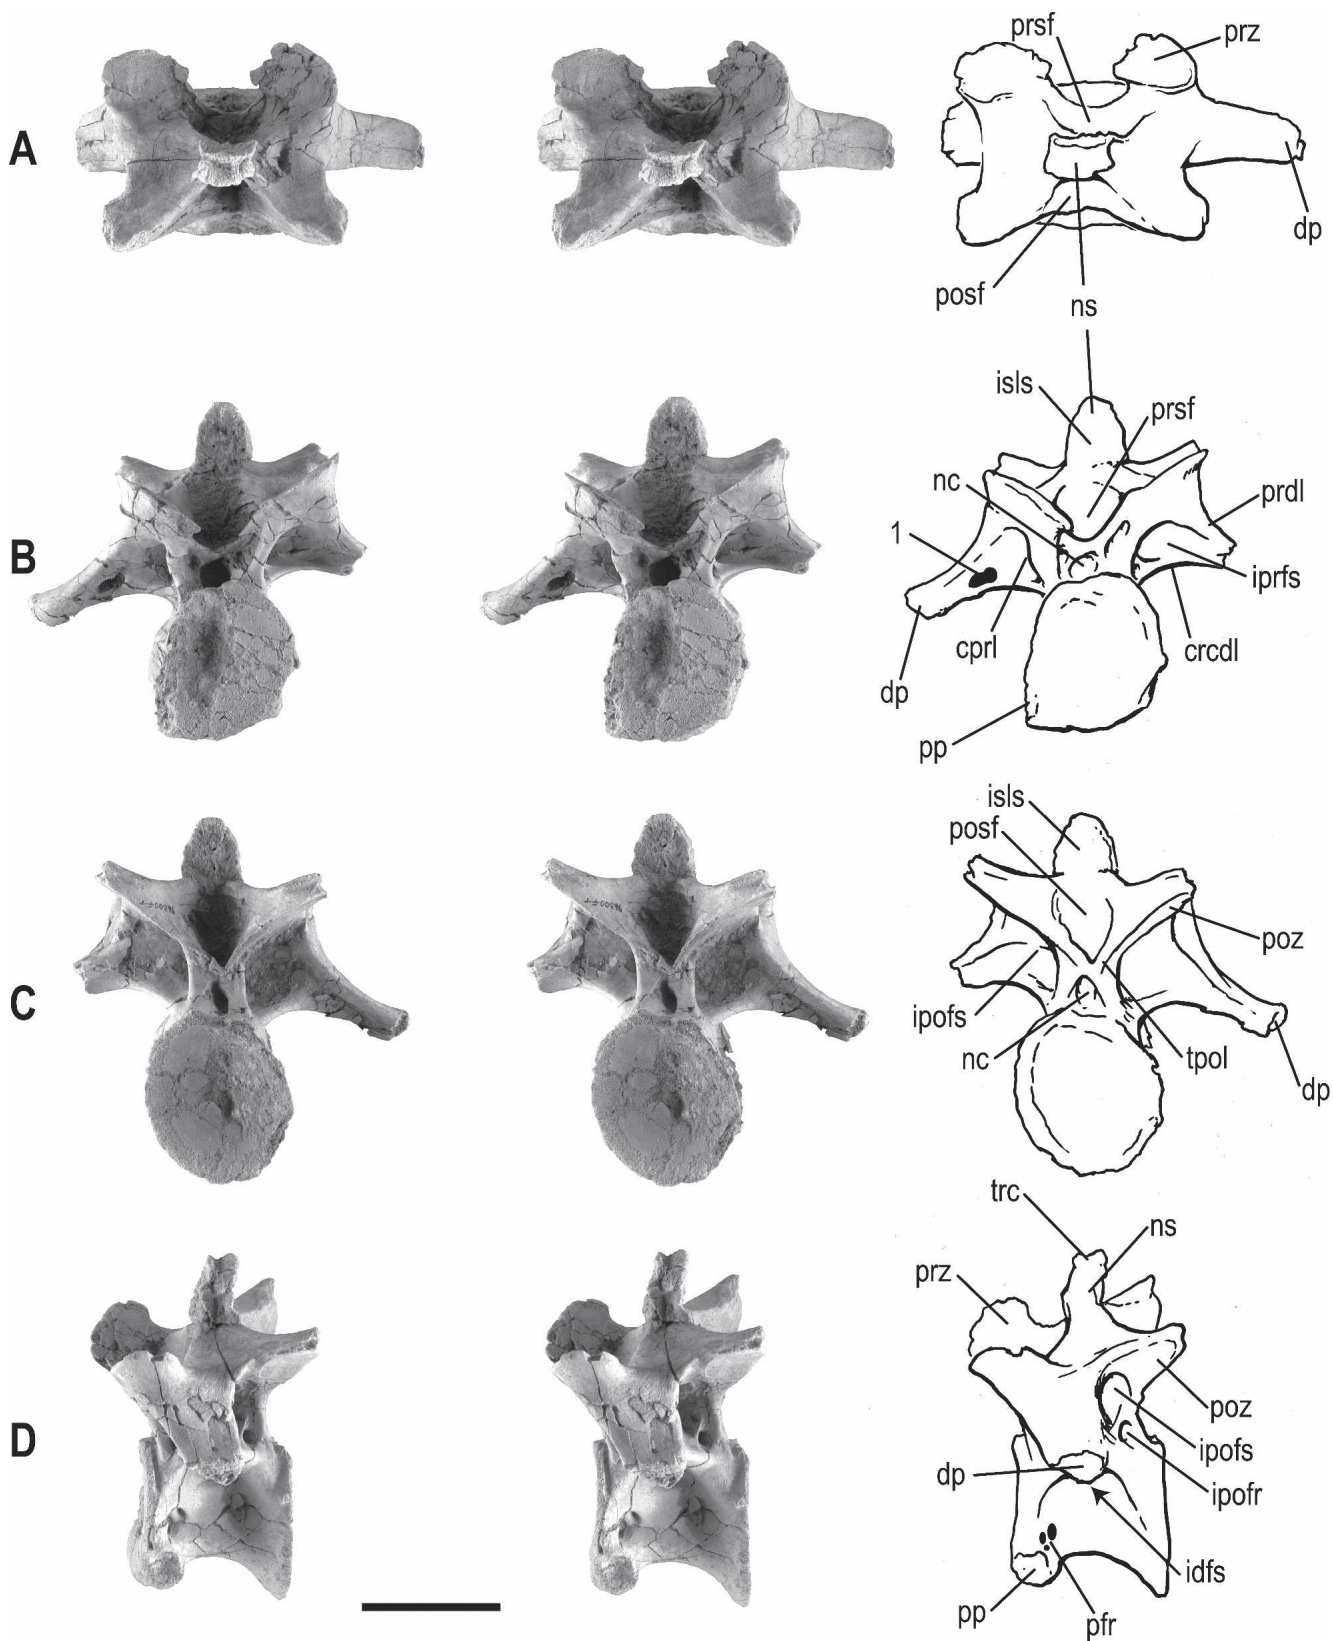 A
prsf
prz
dp
posf
ns
B
isls
prsf
nc
prdl
1
iprfs
cprl
crcdl
dp
pp
C
isls
posf
poz
ipofs
nc
tpol
dp
D
trc
ns
prz
poz
ipofs
dp
ipofr
idfs
pp
pfr